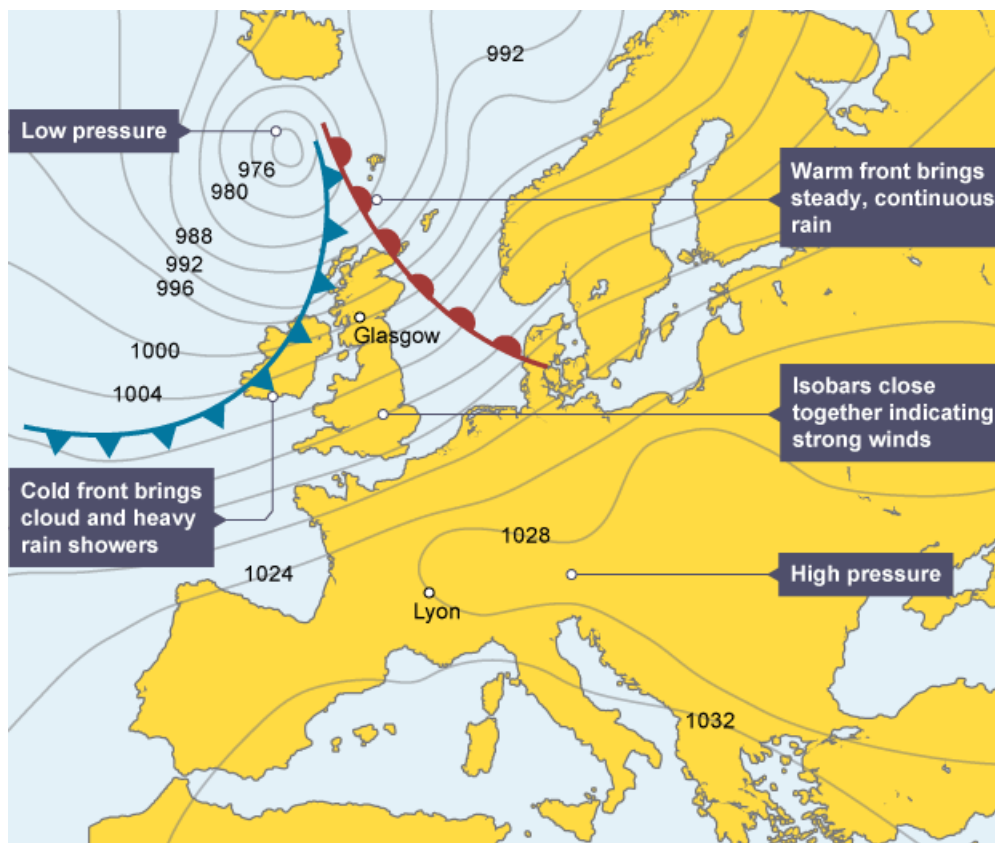 992
Low pressure
976
980
Warm front brings
steady, continuous
rain
988
992
996
Glasgow
1000
1004
Isobars close
together indicating
strong winds
Cold front brings
cloud and heavy
rain showers
1028
1024
High pressure
Lyon
1032